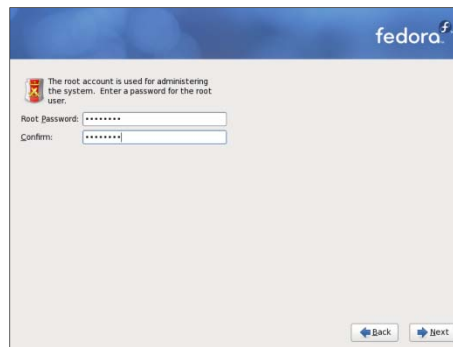 fedora
The root account is used for administering
the system. Enter a password for the root
user.
Root Password: ••••••••
Confirm: ••••••••
Back Next